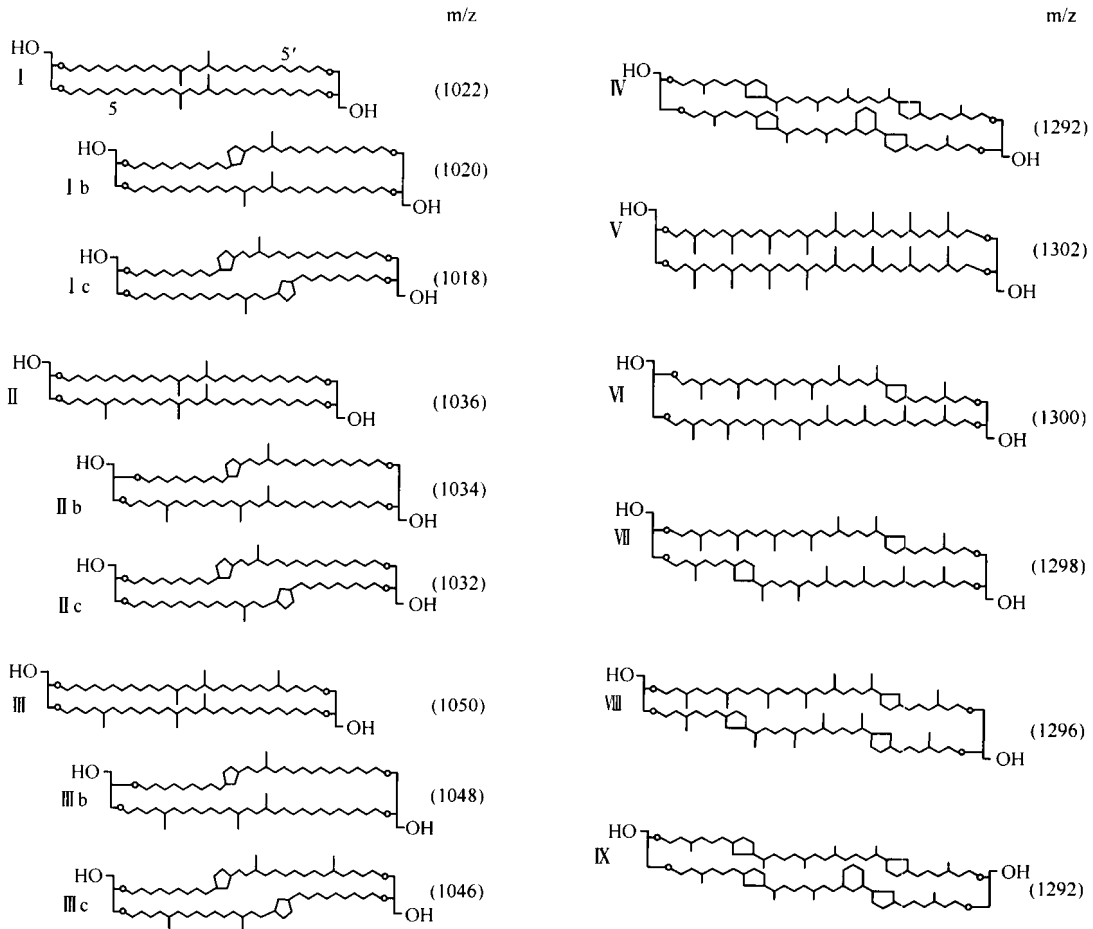 m/z
HO
I
5'
5
OH
(1022)
HO
I b
OH
(1020)
HO
I c
OH
(1018)
HO
II
OH
(1036)
HO
II b
OH
(1034)
HO
II c
OH
(1032)
HO
III
OH
(1050)
HO
III b
OH
(1048)
HO
III c
OH
(1046)
m/z
HO
IV
OH
(1292)
HO
V
OH
(1302)
HO
VI
OH
(1300)
HO
VII
OH
(1298)
HO
VIII
OH
(1296)
HO
IX
OH
(1292)